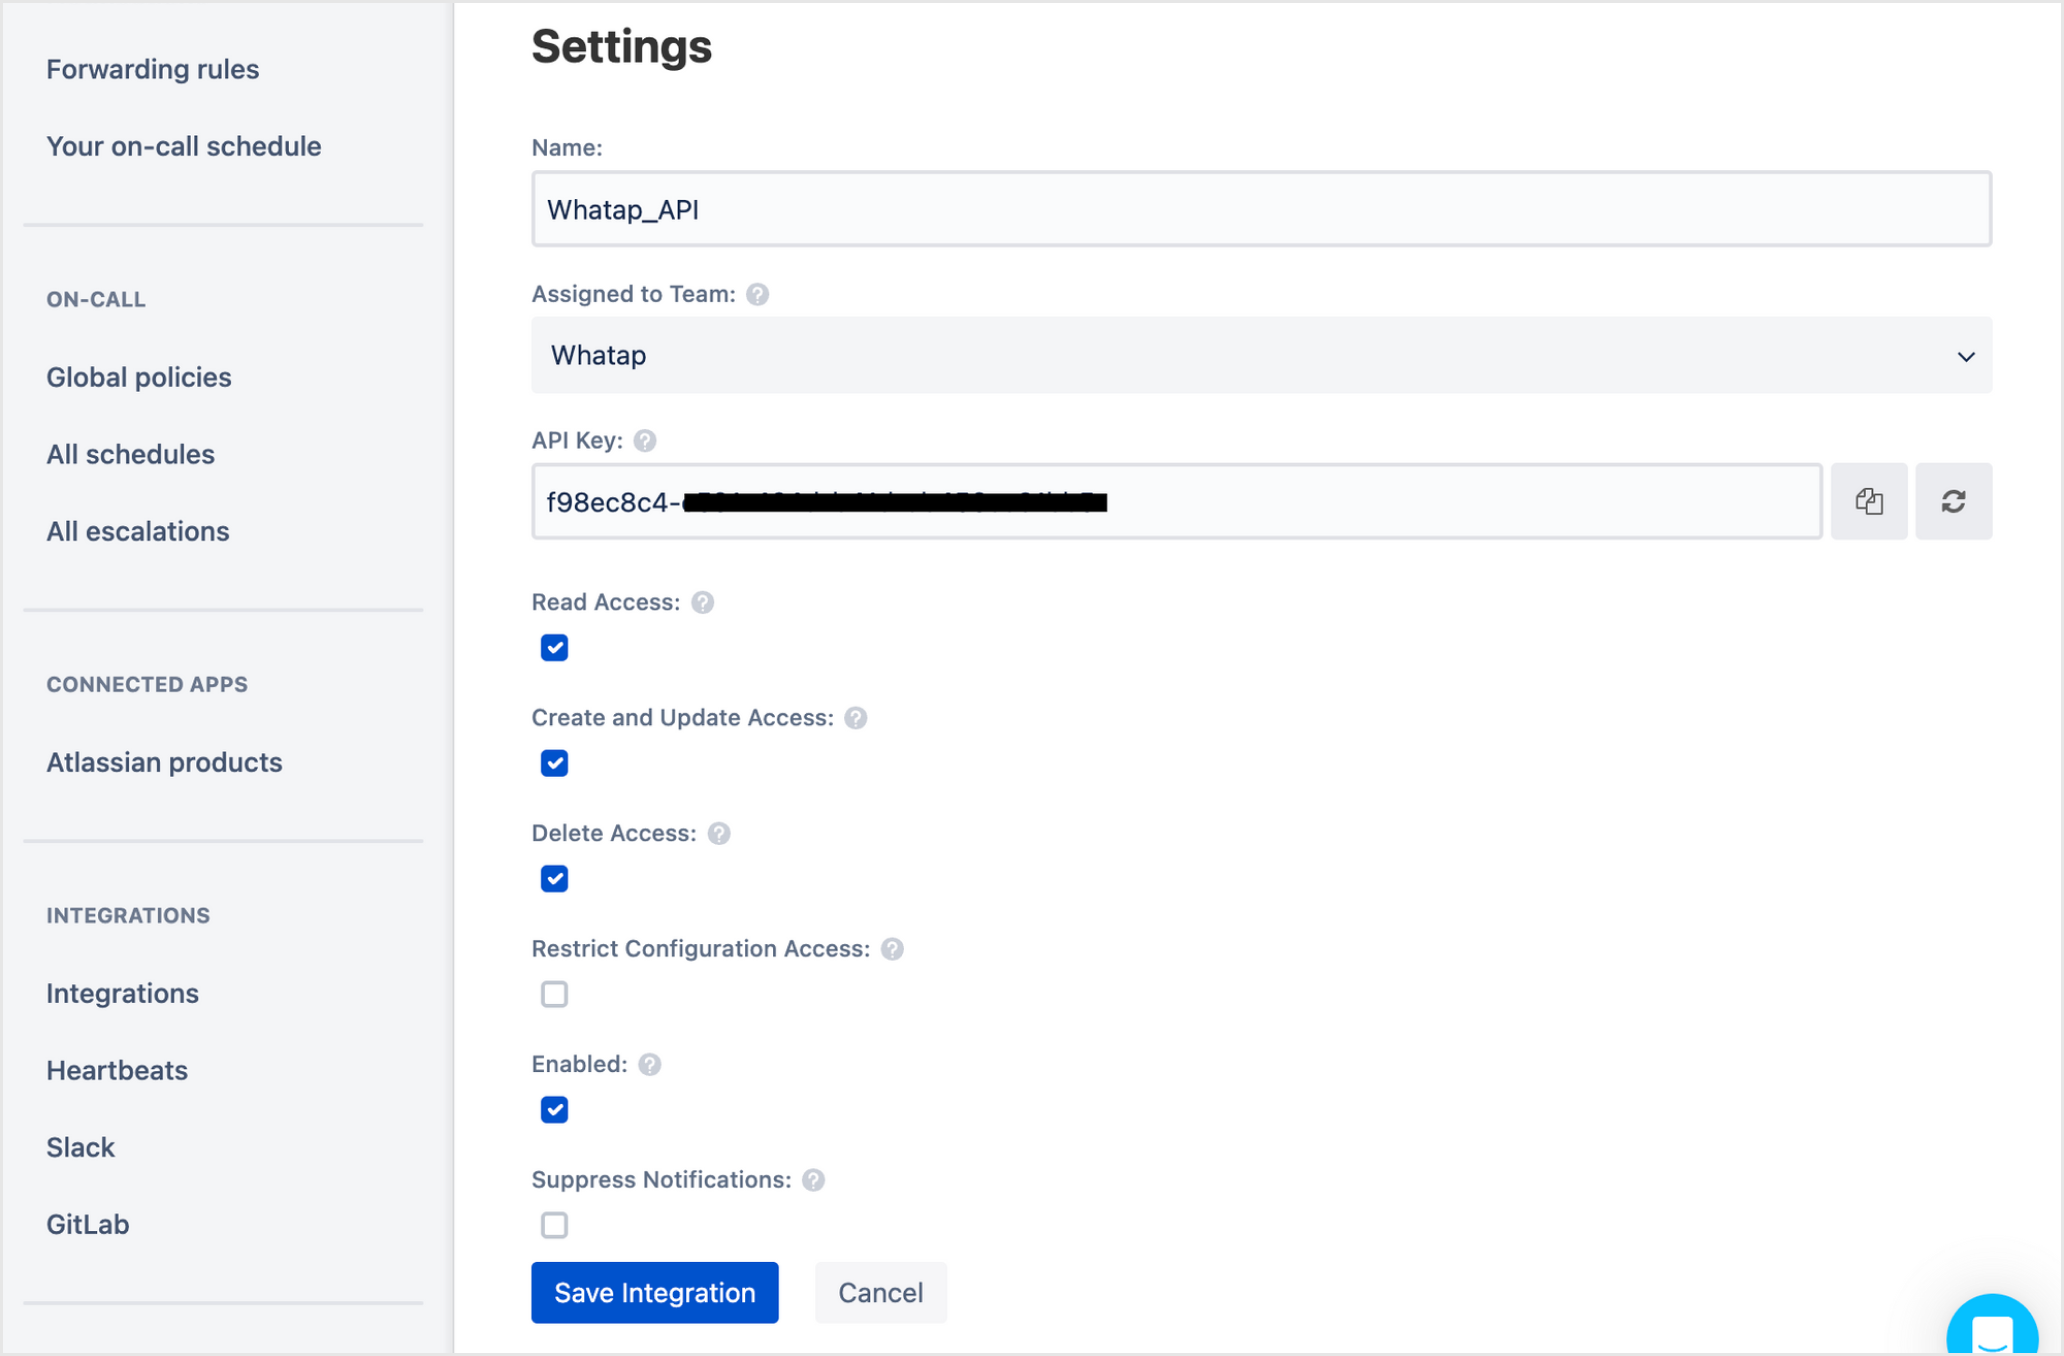 Forwarding rules
Your on-call schedule
ON-CALL
Global policies
All schedules
All escalations
CONNECTED APPS
Atlassian products
INTEGRATIONS
Integrations
Heartbeats
Slack
GitLab
Settings
Name:
Whatap_API
Assigned to Team: ?
Whatap
API Key: ?
f98ec8c4-
Read Access: ?
Create and Update Access: ?
Delete Access: ?
Restrict Configuration Access: ?
Enabled: ?
Suppress Notifications: ?
Save Integration
Cancel